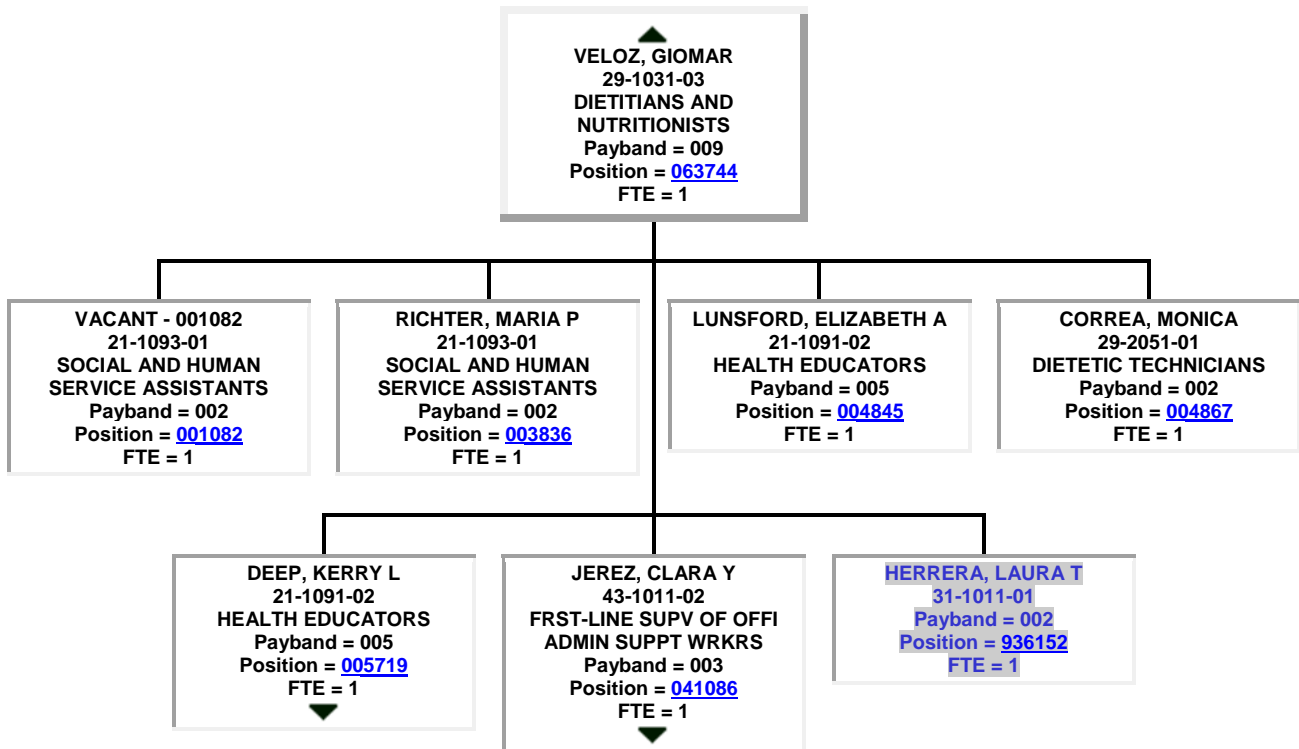 VELOZ, GIOMAR
29-1031-03
DIETITIANS AND
NUTRITIONISTS
Payband = 009
Position = 063744
FTE = 1
VACANT - 001082
21-1093-01
SOCIAL AND HUMAN
SERVICE ASSISTANTS
Payband = 002
Position = 001082
FTE = 1
RICHTER, MARIA P
21-1093-01
SOCIAL AND HUMAN
SERVICE ASSISTANTS
Payband = 002
Position = 003836
FTE = 1
LUNSFORD, ELIZABETH A
21-1091-02
HEALTH EDUCATORS
Payband = 005
Position = 004845
FTE = 1
CORREA, MONICA
29-2051-01
DIETETIC TECHNICIANS
Payband = 002
Position = 004867
FTE = 1
DEEP, KERRY L
21-1091-02
HEALTH EDUCATORS
Payband = 005
Position = 005719
FTE = 1
JEREZ, CLARA Y
43-1011-02
FRST-LINE SUPV OF OFFI
ADMIN SUPPT WRKRS
Payband = 003
Position = 041086
FTE = 1
HERRERA, LAURA T
31-1011-01
Payband = 002
Position = 936152
FTE = 1